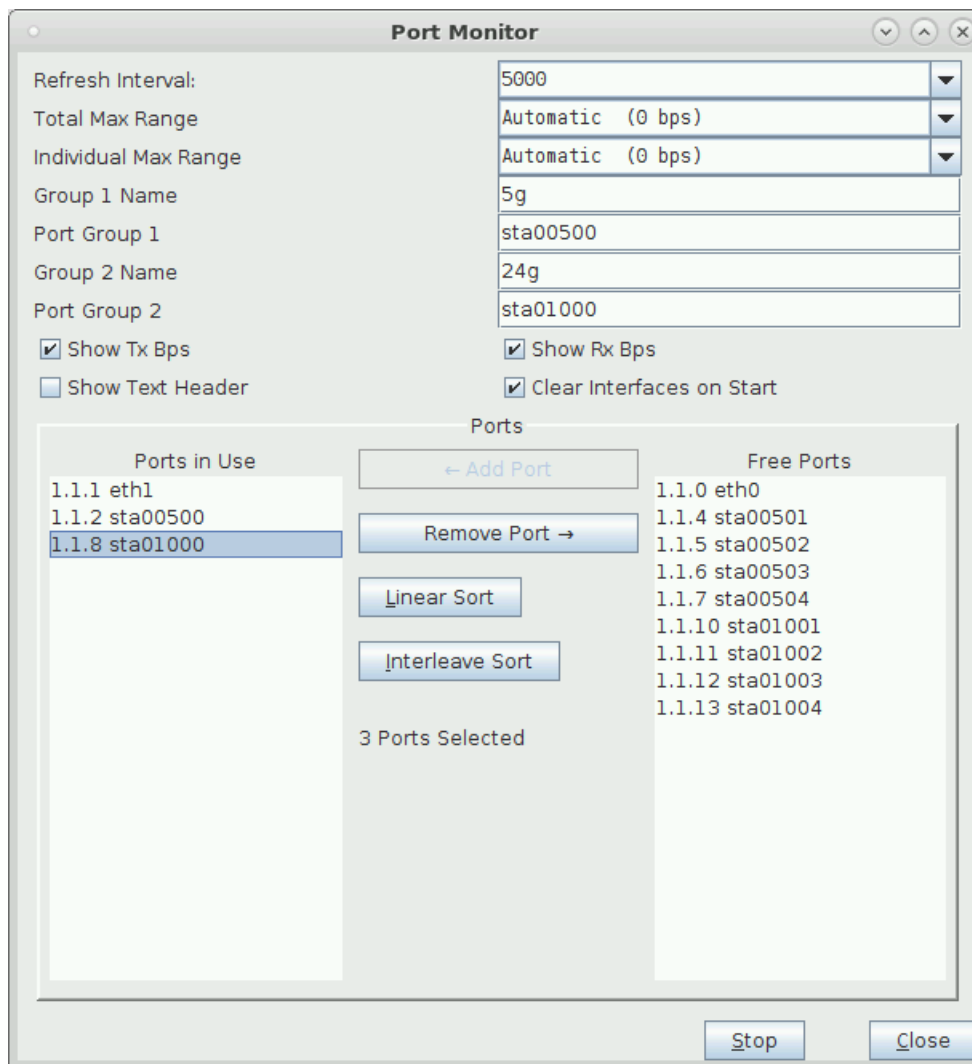 Port Monitor
Refresh Interval: 5000
Total Max Range Automatic (0 bps)
Individual Max Range Automatic (0 bps)
Group 1 Name 5g
Port Group 1 sta00500
Group 2 Name 24g
Port Group 2 sta01000
Show Tx Bps Show Rx Bps
Show Text Header Clear Interfaces on Start
Ports
Ports in Use
1.1.1 eth1
1.1.2 sta00500
1.1.8 sta01000
← Add Port
Remove Port →
Linear Sort
Interleave Sort
3 Ports Selected
Free Ports
1.1.0 eth0
1.1.4 sta00501
1.1.5 sta00502
1.1.6 sta00503
1.1.7 sta00504
1.1.10 sta01001
1.1.11 sta01002
1.1.12 sta01003
1.1.13 sta01004
Stop Close